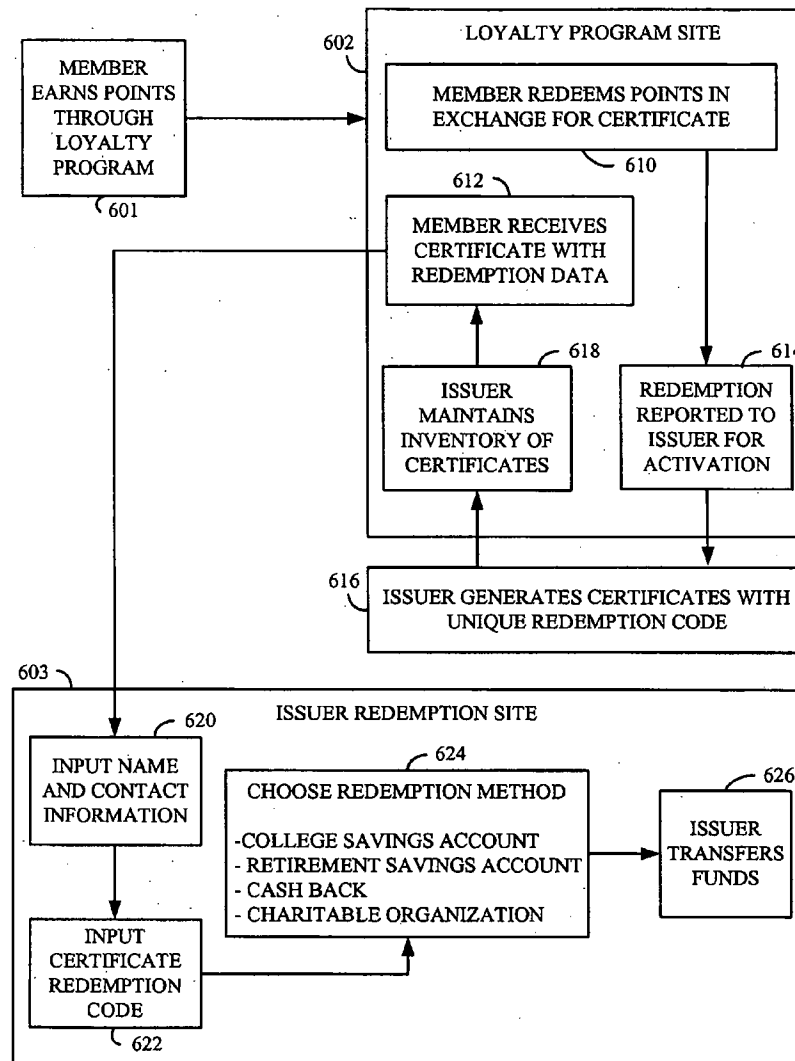 LOYALTY PROGRAM SITE
602
MEMBER
EARNS POINTS
THROUGH
LOYALTY
PROGRAM
601
MEMBER REDEEMS POINTS IN
EXCHANGE FOR CERTIFICATE
610
612
MEMBER RECEIVES
CERTIFICATE WITH
REDEMPTION DATA
618
ISSUER
MAINTAINS
INVENTORY OF
CERTIFICATES
614
REDEMPTION
REPORTED TO
ISSUER FOR
ACTIVATION
616
ISSUER GENERATES CERTIFICATES WITH
UNIQUE REDEMPTION CODE
603
ISSUER REDEMPTION SITE
620
INPUT NAME
AND CONTACT
INFORMATION
INPUT
CERTIFICATE
REDEMPTION
CODE
622
624
CHOOSE REDEMPTION METHOD
-COLLEGE SAVINGS ACCOUNT
- RETIREMENT SAVINGS ACCOUNT
- CASH BACK
- CHARITABLE ORGANIZATION
626
ISSUER
TRANSFERS
FUNDS